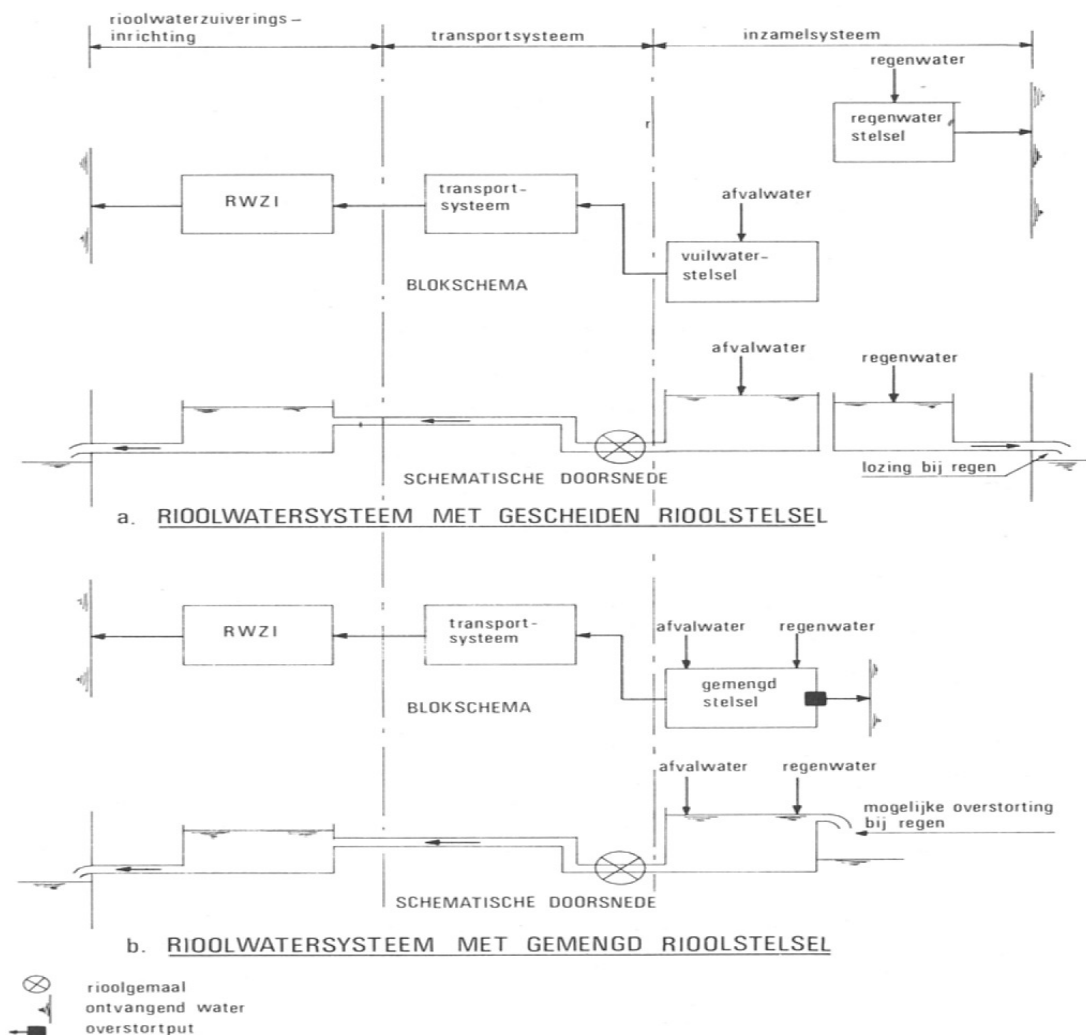 rioolwaterzuiverings-
inrichting
transportsysteem
inzamelsysteem
regenwater
regenwater
stelsel
r
RWZI
transport-
systeem
afvalwater
vuilwater-
stelsel
BLOKSCHEMA
afvalwater
regenwater
SCHEMATISCHE DOORSNEDE
lozing bij regen
a. RIOOLWATERSYSTEEM MET GESCHEIDEN RIOOLSTELSEL
RWZI
transport-
systeem
afvalwater
regenwater
gemengd
stelsel
BLOKSCHEMA
afvalwater
regenwater
mogelijke overstorting
bij regen
SCHEMATISCHE DOORSNEDE
b. RIOOLWATERSYSTEEM MET GEMENGD RIOOLSTELSEL
rioolgemaal
ontvangend water
overstortput